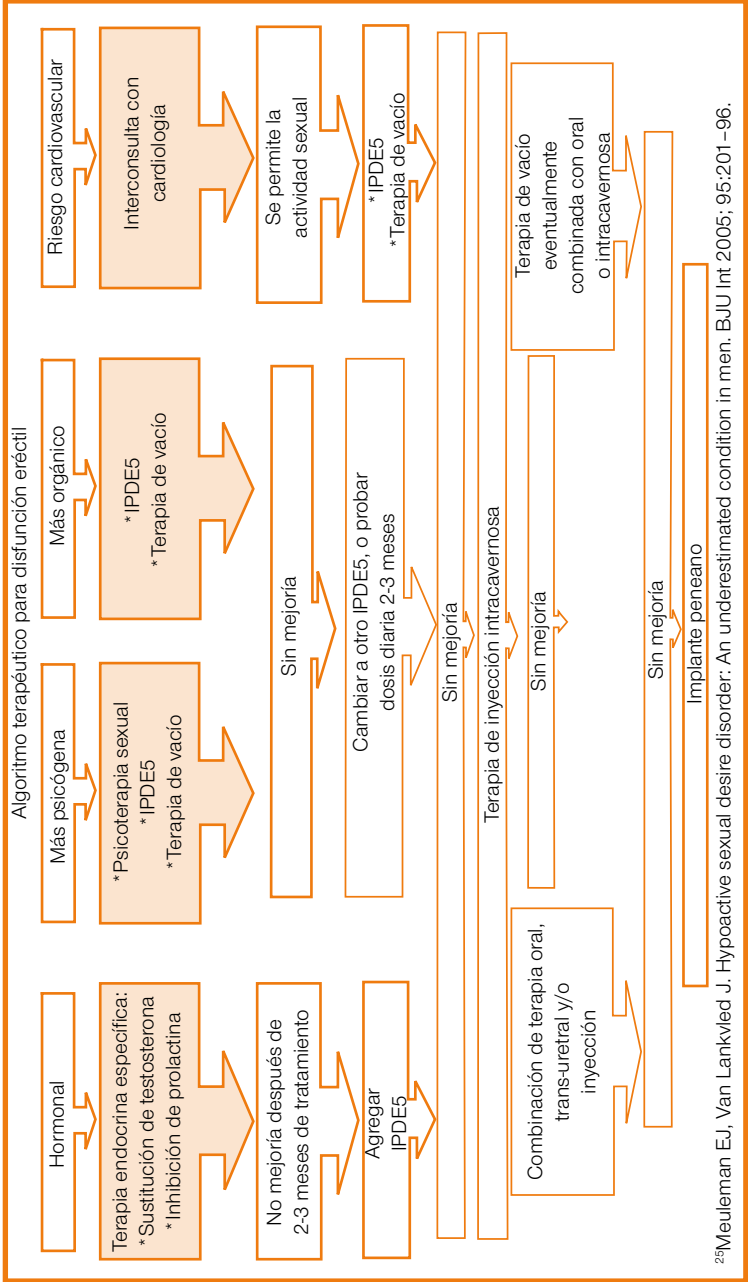 Algoritmo terapéutico para disfunción eréctil
Hormonal
Más psicógena
Más orgánico
Riesgo cardiovascular
Terapia endocrina específica:
*Sustitución de testosterona
*Inhibición de prolactina
*Psicoterapia sexual
*IPDE5
*Terapia de vacío
*IPDE5
*Terapia de vacío
Interconsulta con
cardiología
No mejoría después de
2-3 meses de tratamiento
Sin mejoría
Se permite la
actividad sexual
Agregar
IPDE5
Cambiar a otro IPDE5, o probar
dosis diaria 2-3 meses
*IPDE5
*Terapia de vacío
Sin mejoría
Terapia de inyección intracavernosa
Combinación de terapia oral,
trans-uretral y/o
inyección
Sin mejoría
Terapia de vacío
eventualmente
combinada con oral
o intracavernosa
Sin mejoría
Implante peneano
²⁵Meuleman EJ, Van Lankvled J. Hypoactive sexual desire disorder: An underestimated condition in men. BJU Int 2005; 95:201-96.